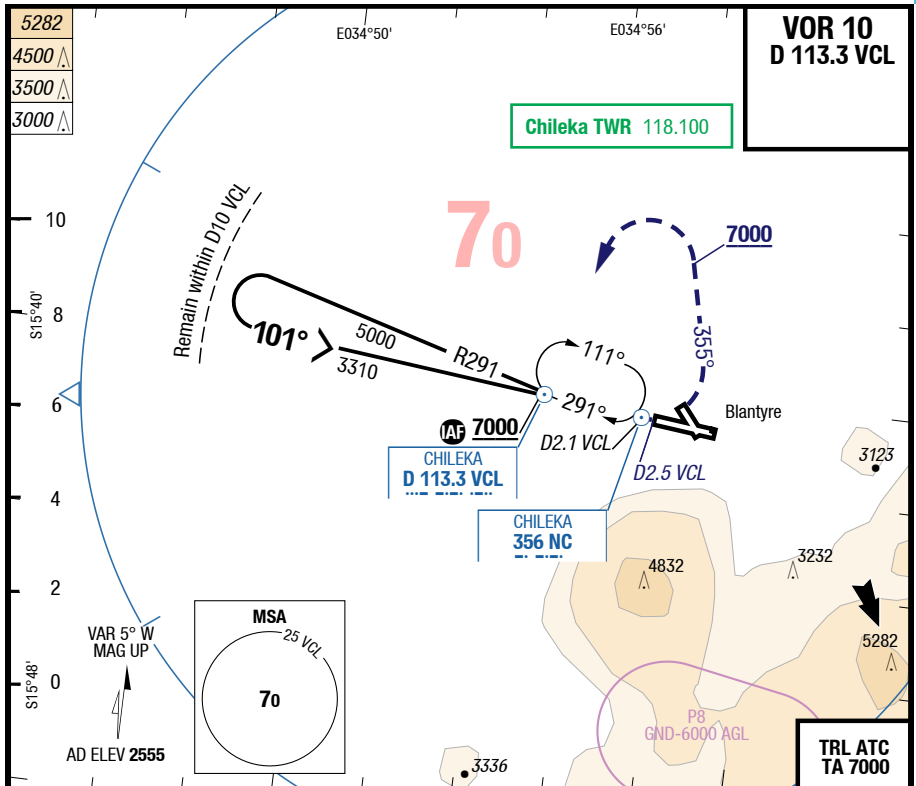 5282
4500
3500
3000
E034°50'
E034°56'
VOR 10
D 113.3 VCL
Chileka TWR 118.100
Remain within D10 VCL
70
7000
10
S15°40'
8
6
4
2
0
S15°48'
101°
5000
3310
R291
111°
291°
355°
IAF 7000
D2.1 VCL
D2.5 VCL
Blantyre
CHILEKA
D 113.3 VCL
CHILEKA
356 NC
3123
4832
3232
5282
VAR 5° W
MAG UP
AD ELEV 2555
MSA
25 VCL
70
3336
P8
GND-6000 AGL
TRL ATC
TA 7000